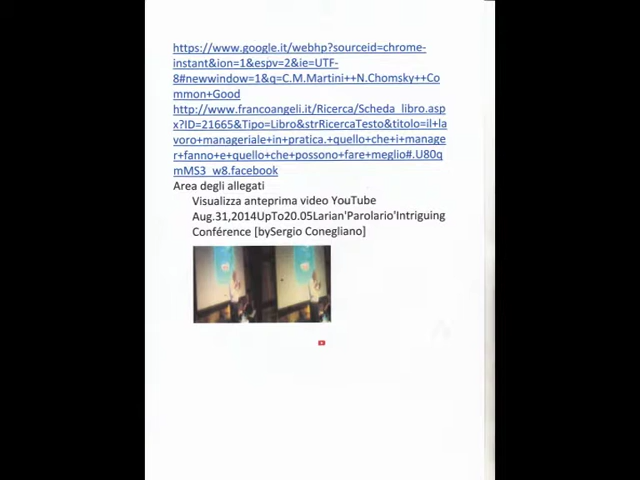 https://www.google.it/webhp?sourceid=chrome-
instant&ion=1&espv=2&ie=UTF-
8#newwindow=1&q=C.M.Martini++N.Chomsky++Co
mmon+Good
http://www.francoangeli.it/Ricerca/Scheda_libro.asp
x?ID=21665&Tipo=Libro&strRicercaTesto&titolo=il+la
voro+manageriale+in+pratica.+quello+che+i+manage
r+fanno+e+quello+che+possono+fare+meglio#.U80q
mMS3_w8.facebook
Area degli allegati
Visualizza anteprima video YouTube
Aug.31,2014UpTo20.05Larian'Parolario'Intriguing
Conférence [bySergio Conegliano]